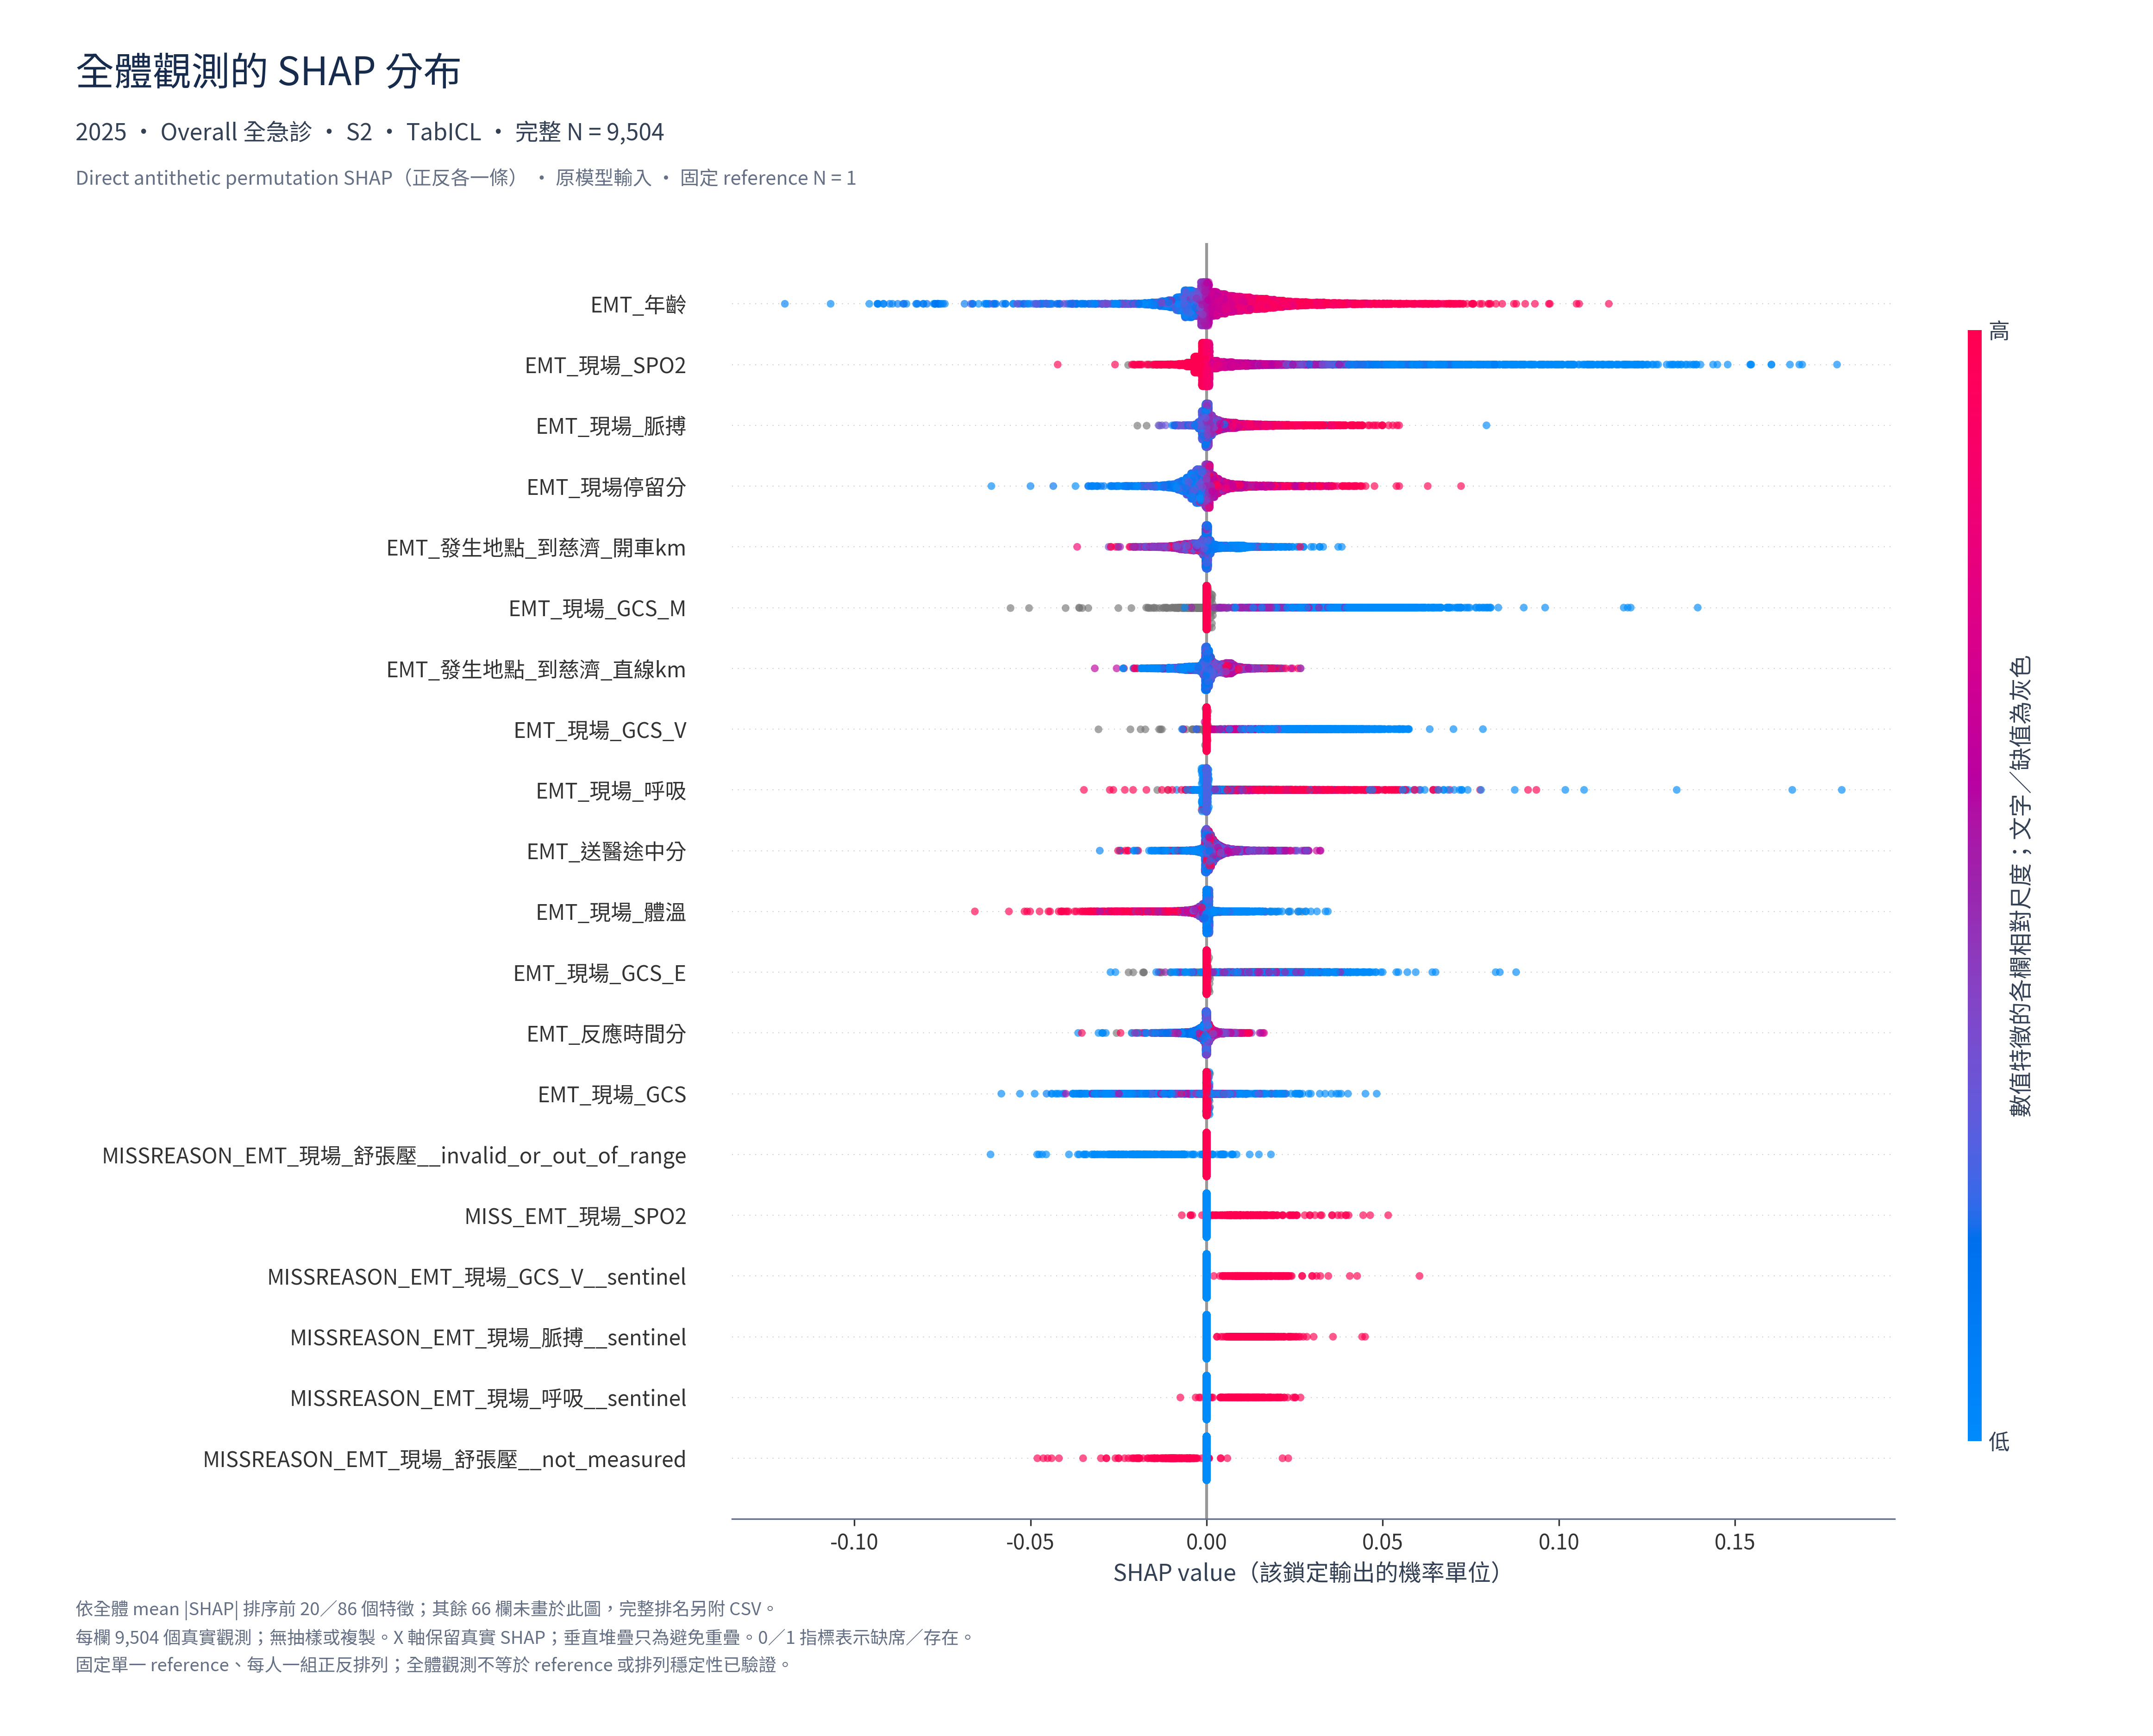 全體觀測的 SHAP 分布
2025 • Overall 全急診 • S2 • TabICL • 完整 N = 9,504
Direct antithetic permutation SHAP（正反各一條） • 原模型輸入 • 固定 reference N = 1
EMT_年齡
EMT_現場_SPO2
EMT_現場_脈搏
EMT_現場停留分
EMT_發生地點_到慈濟_開車km
EMT_現場_GCS_M
EMT_發生地點_到慈濟_直線km
EMT_現場_GCS_V
EMT_現場_呼吸
EMT_送醫途中分
EMT_現場_體溫
EMT_現場_GCS_E
EMT_反應時間分
EMT_現場_GCS
MISSREASON_EMT_現場_舒張壓__invalid_or_out_of_range
MISS_EMT_現場_SPO2
MISSREASON_EMT_現場_GCS_V__sentinel
MISSREASON_EMT_現場_脈搏__sentinel
MISSREASON_EMT_現場_呼吸__sentinel
MISSREASON_EMT_現場_舒張壓__not_measured
高
數值特徵的各欄相對尺度；文字／缺值為灰色
低
-0.10
-0.05
0.00
0.05
0.10
0.15
SHAP value（該鎖定輸出的機率單位）
依全體 mean |SHAP| 排序前 20／86 個特徵；其餘 66 欄未畫於此圖，完整排名另附 CSV。
每欄 9,504 個真實觀測；無抽樣或複製。X 軸保留真實 SHAP；垂直堆疊只為避免重疊。0／1 指標表示缺席／存在。
固定單一 reference、每人一組正反排列；全體觀測不等於 reference 或排列穩定性已驗證。